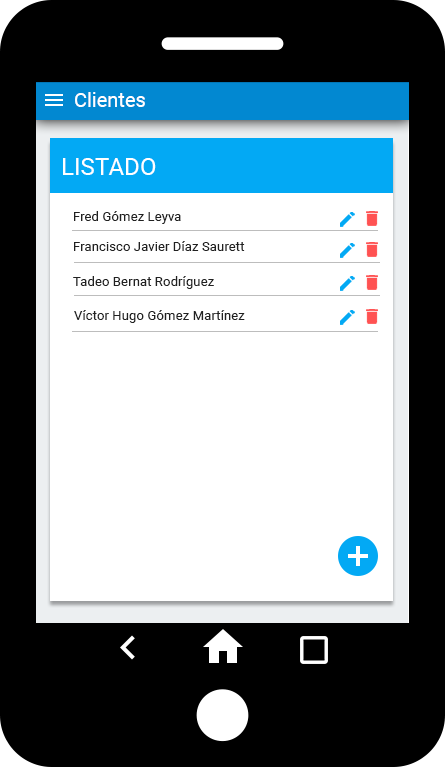 Clientes
LISTADO
Fred Gómez Leyva
Francisco Javier Díaz Saurett
Tadeo Bernat Rodríguez
Víctor Hugo Gómez Martínez